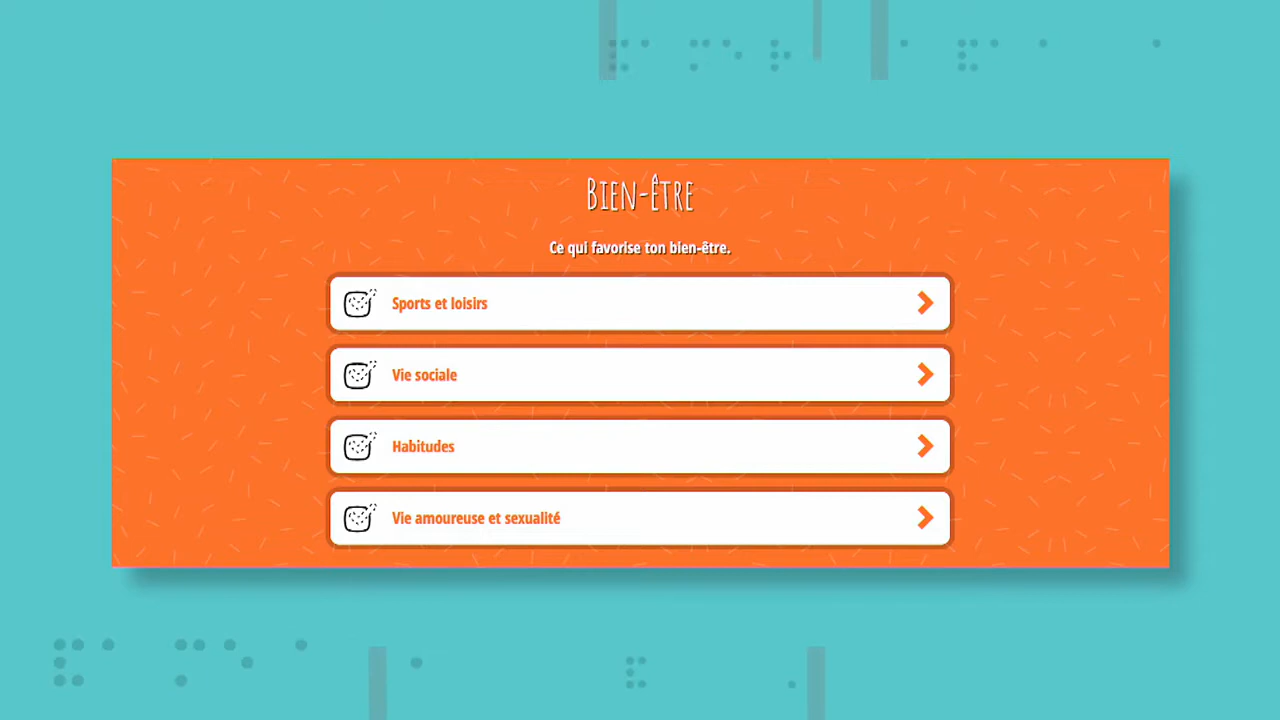 Bien-être
Ce qui favorise ton bien-être.
Sports et loisirs
Vie sociale
Habitudes
Vie amoureuse et sexualité